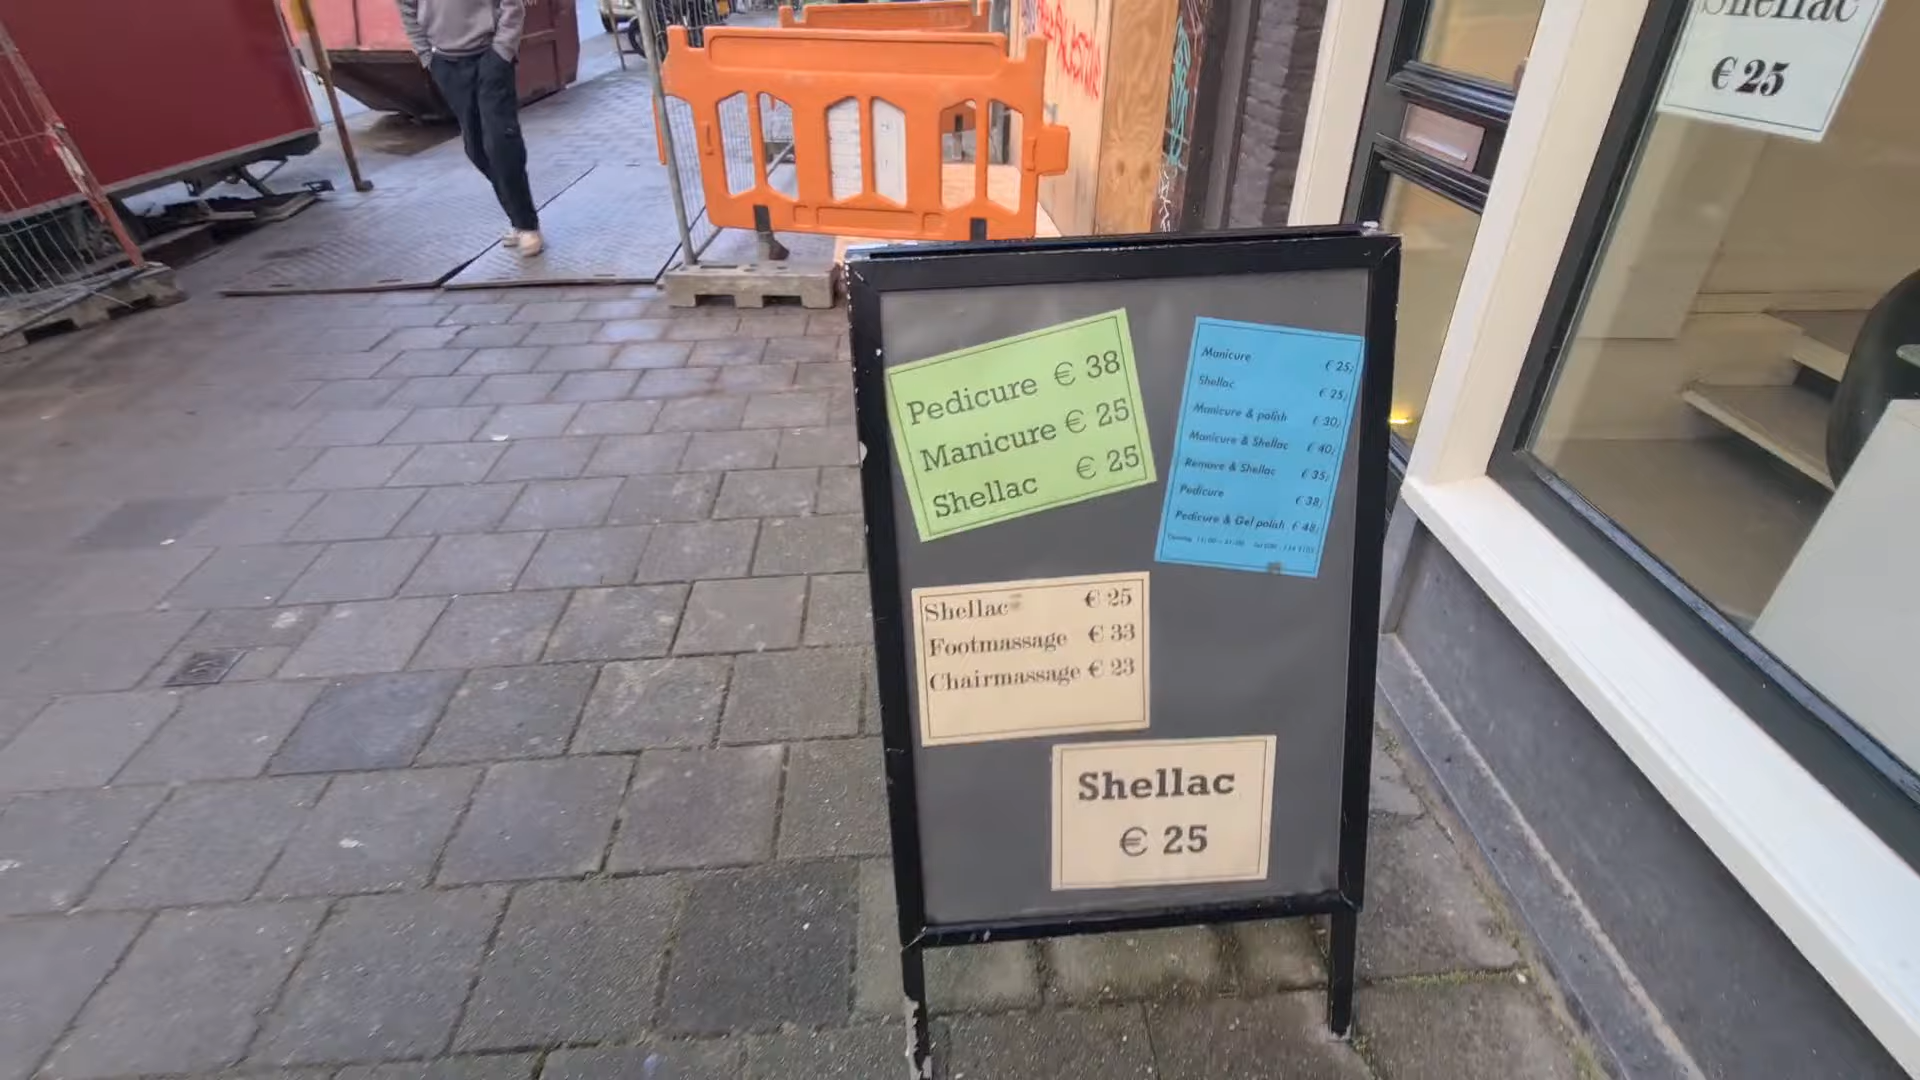 Shellac
€ 25
Pedicure € 38
Manicure € 25
Shellac € 25
Manicure € 25,
Shellac € 25,
Manicure & polish € 30,
Manicure & Shellac € 40,
Remove & Shellac € 35,
Pedicure € 38,
Pedicure & Gel polish € 48,
Shellac € 25
Footmassage € 33
Chairmassage € 23
Shellac
€ 25